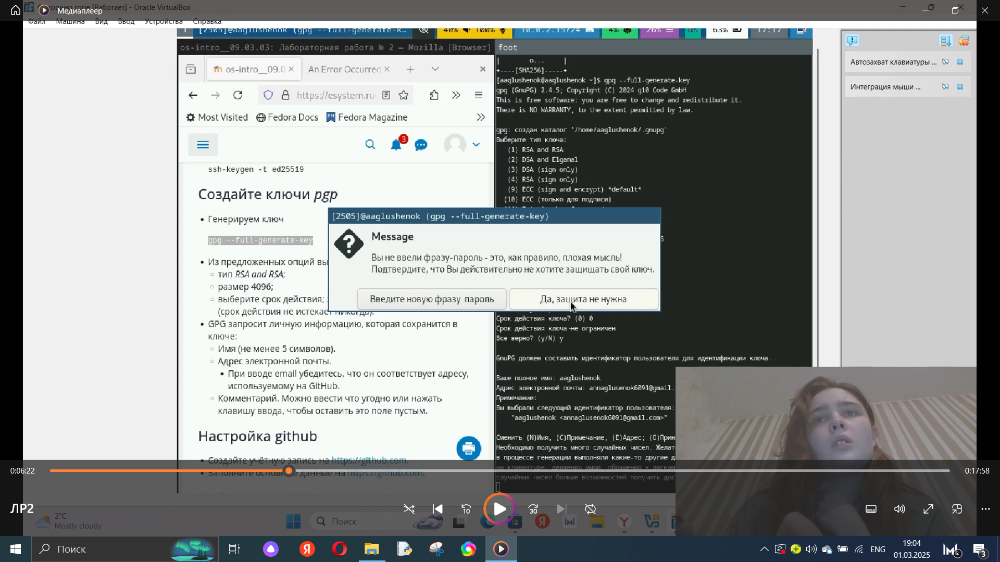 Медиаплеер
[Работает] - Oracle VirtualBox
Файл Машина Вид Ввод Устройства Справка
1 [2505]@aaglushenok (gpg --full-generate-k… 40% 100% 10.0.2.15/24 4% 26% us 63% 17:17
os-intro__09.03.03: Лабораторная работа № 2 — Mozilla [Browser]
foot
os-intro__09.0
An Error Occurred
https://esystem.ru
Most Visited
Fedora Docs
Fedora Magazine
3
ssh-keygen -t ed25519
Создайте ключи pgp
• Генерируем ключ
gpg --full-generate-key
• Из предложенных опций вы
тип RSA and RSA;
размер 4096;
выберите срок действия;
(срок действия не истекает никогда).
• GPG запросит личную информацию, которая сохранится в
ключе:
Имя (не менее 5 символов).
Адрес электронной почты.
При вводе email убедитесь, что он соответствует адресу,
используемому на GitHub.
Комментарий. Можно ввести что угодно или нажать
клавишу ввода, чтобы оставить это поле пустым.
Настройка github
• Создайте учётную запись на https://github.com.
• Заполните основные данные на https://github.com.
| o... |
+----[SHA256]-----+
[aaglushenok@aaglushenok ~]$ gpg --full-generate-key
gpg (GnuPG) 2.4.5; Copyright (C) 2024 g10 Code GmbH
This is free software: you are free to change and redistribute it.
There is NO WARRANTY, to the extent permitted by law.
gpg: создан каталог '/home/aaglushenok/.gnupg'
Выберите тип ключа:
(1) RSA and RSA
(2) DSA and Elgamal
(3) DSA (sign only)
(4) RSA (sign only)
(9) ECC (sign and encrypt) *default*
(10) ECC (только для подписи)
[2505]@aaglushenok (gpg --full-generate-key)
Message
Вы не ввели фразу-пароль - это, как правило, плохая мысль!
Подтвердите, что Вы действительно не хотите защищать свой ключ.
Введите новую фразу-пароль
Да, защита не нужна
Срок действия ключа? (0) 0
Срок действия ключа не ограничен
Все верно? (y/N) y
GnuPG должен составить идентификатор пользователя для идентификации ключа.
Ваше полное имя: aaglushenok
Адрес электронной почты: annaglusenok6091@gmail.
Примечание:
Вы выбрали следующий идентификатор пользователя:
"aaglushenok <annaglusenok6091@gmail.com>"
Сменить (N)Имя, (C)Примечание, (E)Адрес; (O)Прин
Необходимо получить много случайных чисел. Желат
в процессе генерации выполняли какие-то другие д
на клавиатуре, движения мыши, обращения к дискам
случайных чисел больше возможностей получить дос
Автозахват клавиатуры ...
Интеграция мыши ...
0:06:22
0:17:58
ЛР2
10
30
2°C
Mostly cloudy
Поиск
Поиск
ENG
19:04
01.03.2025
2
3